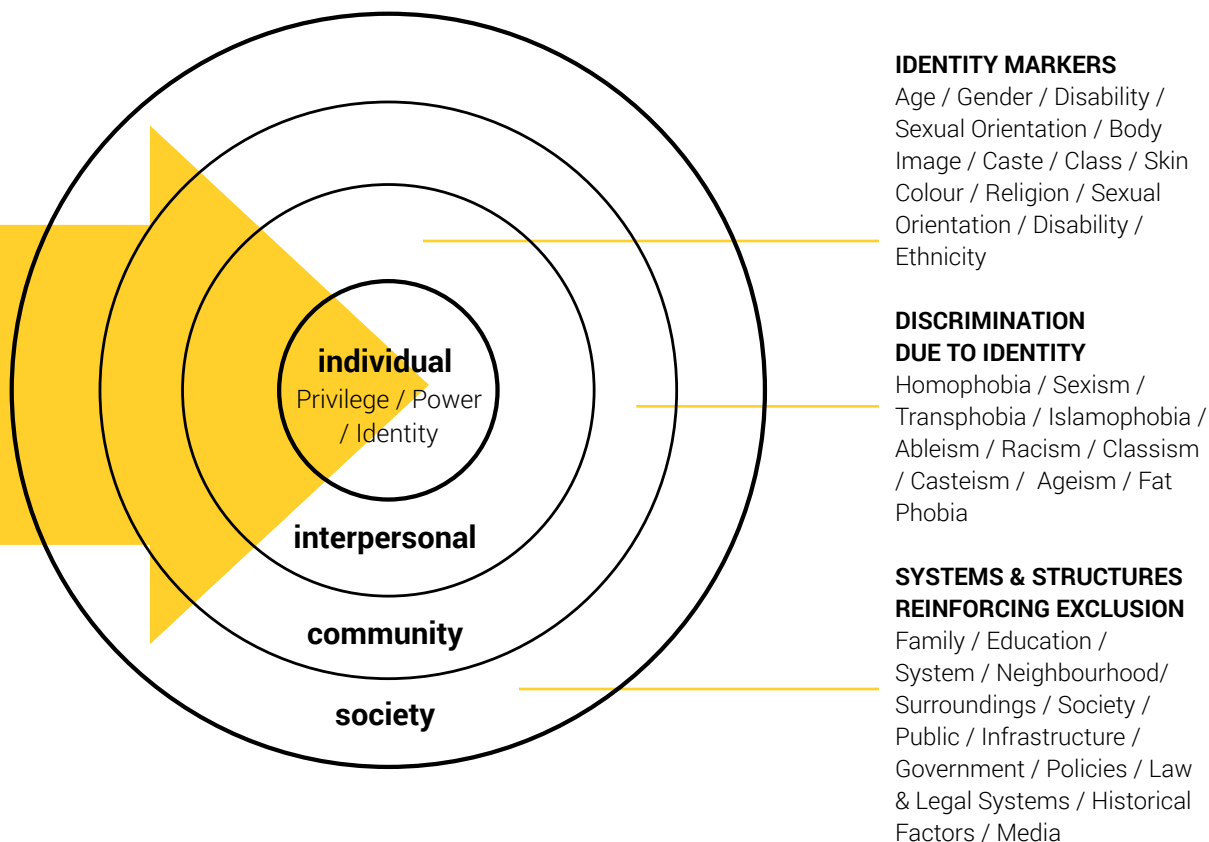 individual
Privilege / Power
/ Identity
interpersonal
community
society
IDENTITY MARKERS
Age / Gender / Disability /
Sexual Orientation / Body
Image / Caste / Class / Skin
Colour / Religion / Sexual
Orientation / Disability /
Ethnicity
DISCRIMINATION
DUE TO IDENTITY
Homophobia / Sexism /
Transphobia / Islamophobia /
Ableism / Racism / Classism
/ Casteism / Ageism / Fat
Phobia
SYSTEMS & STRUCTURES
REINFORCING EXCLUSION
Family / Education /
System / Neighbourhood/
Surroundings / Society /
Public / Infrastructure /
Government / Policies / Law
& Legal Systems / Historical
Factors / Media